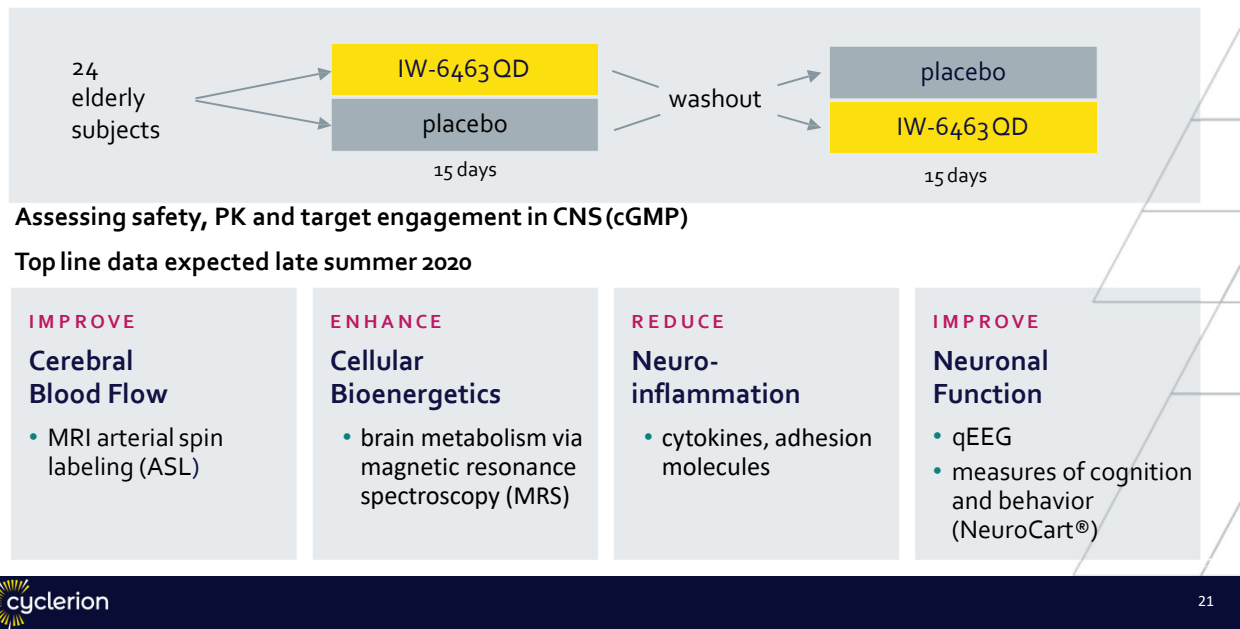 24
elderly
subjects
IW-6463 QD
placebo
15 days
washout
placebo
IW-6463 QD
15 days
Assessing safety, PK and target engagement in CNS (cGMP)
Top line data expected late summer 2020
IMPROVE
Cerebral
Blood Flow
• MRI arterial spin
labeling (ASL)
ENHANCE
Cellular
Bioenergetics
• brain metabolism via
magnetic resonance
spectroscopy (MRS)
REDUCE
Neuro-
inflammation
• cytokines, adhesion
molecules
IMPROVE
Neuronal
Function
• qEEG
• measures of cognition
and behavior
(NeuroCart®)
cyclerion
21